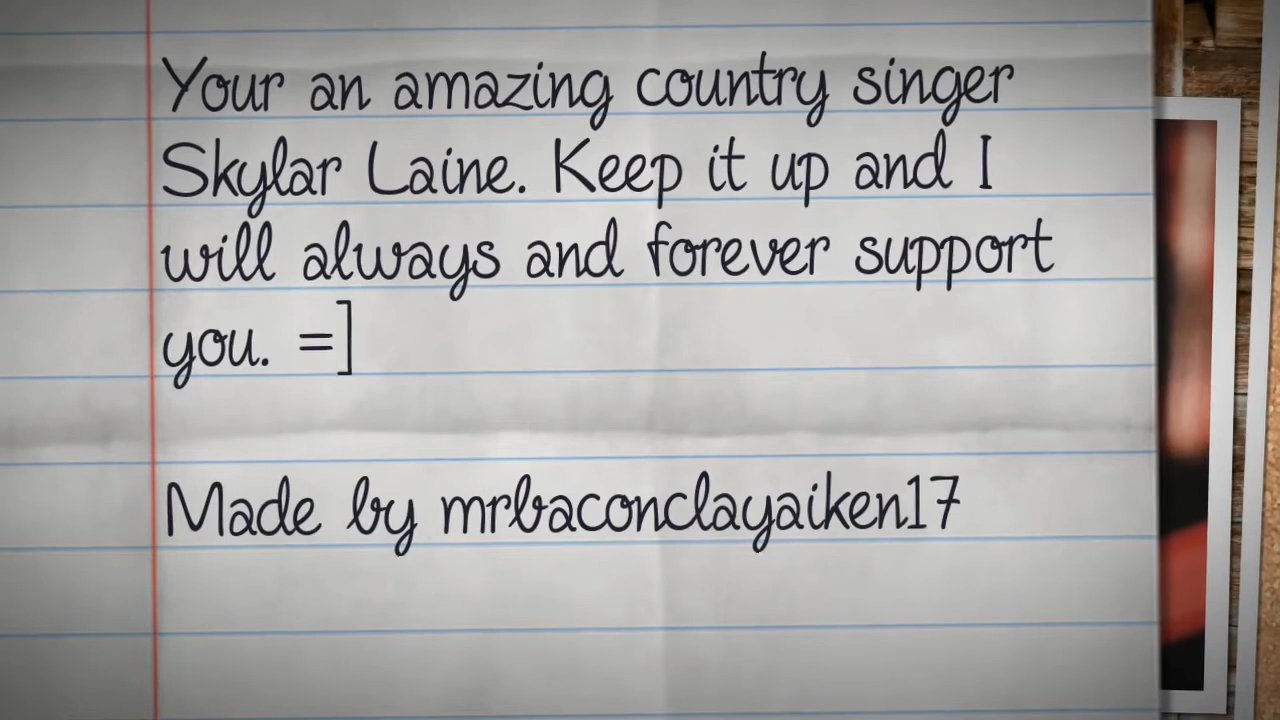 Your an amazing country singer
Skylar Laine. Keep it up and I
will always and forever support
you. =]
Made by mrbaconclayaiken17